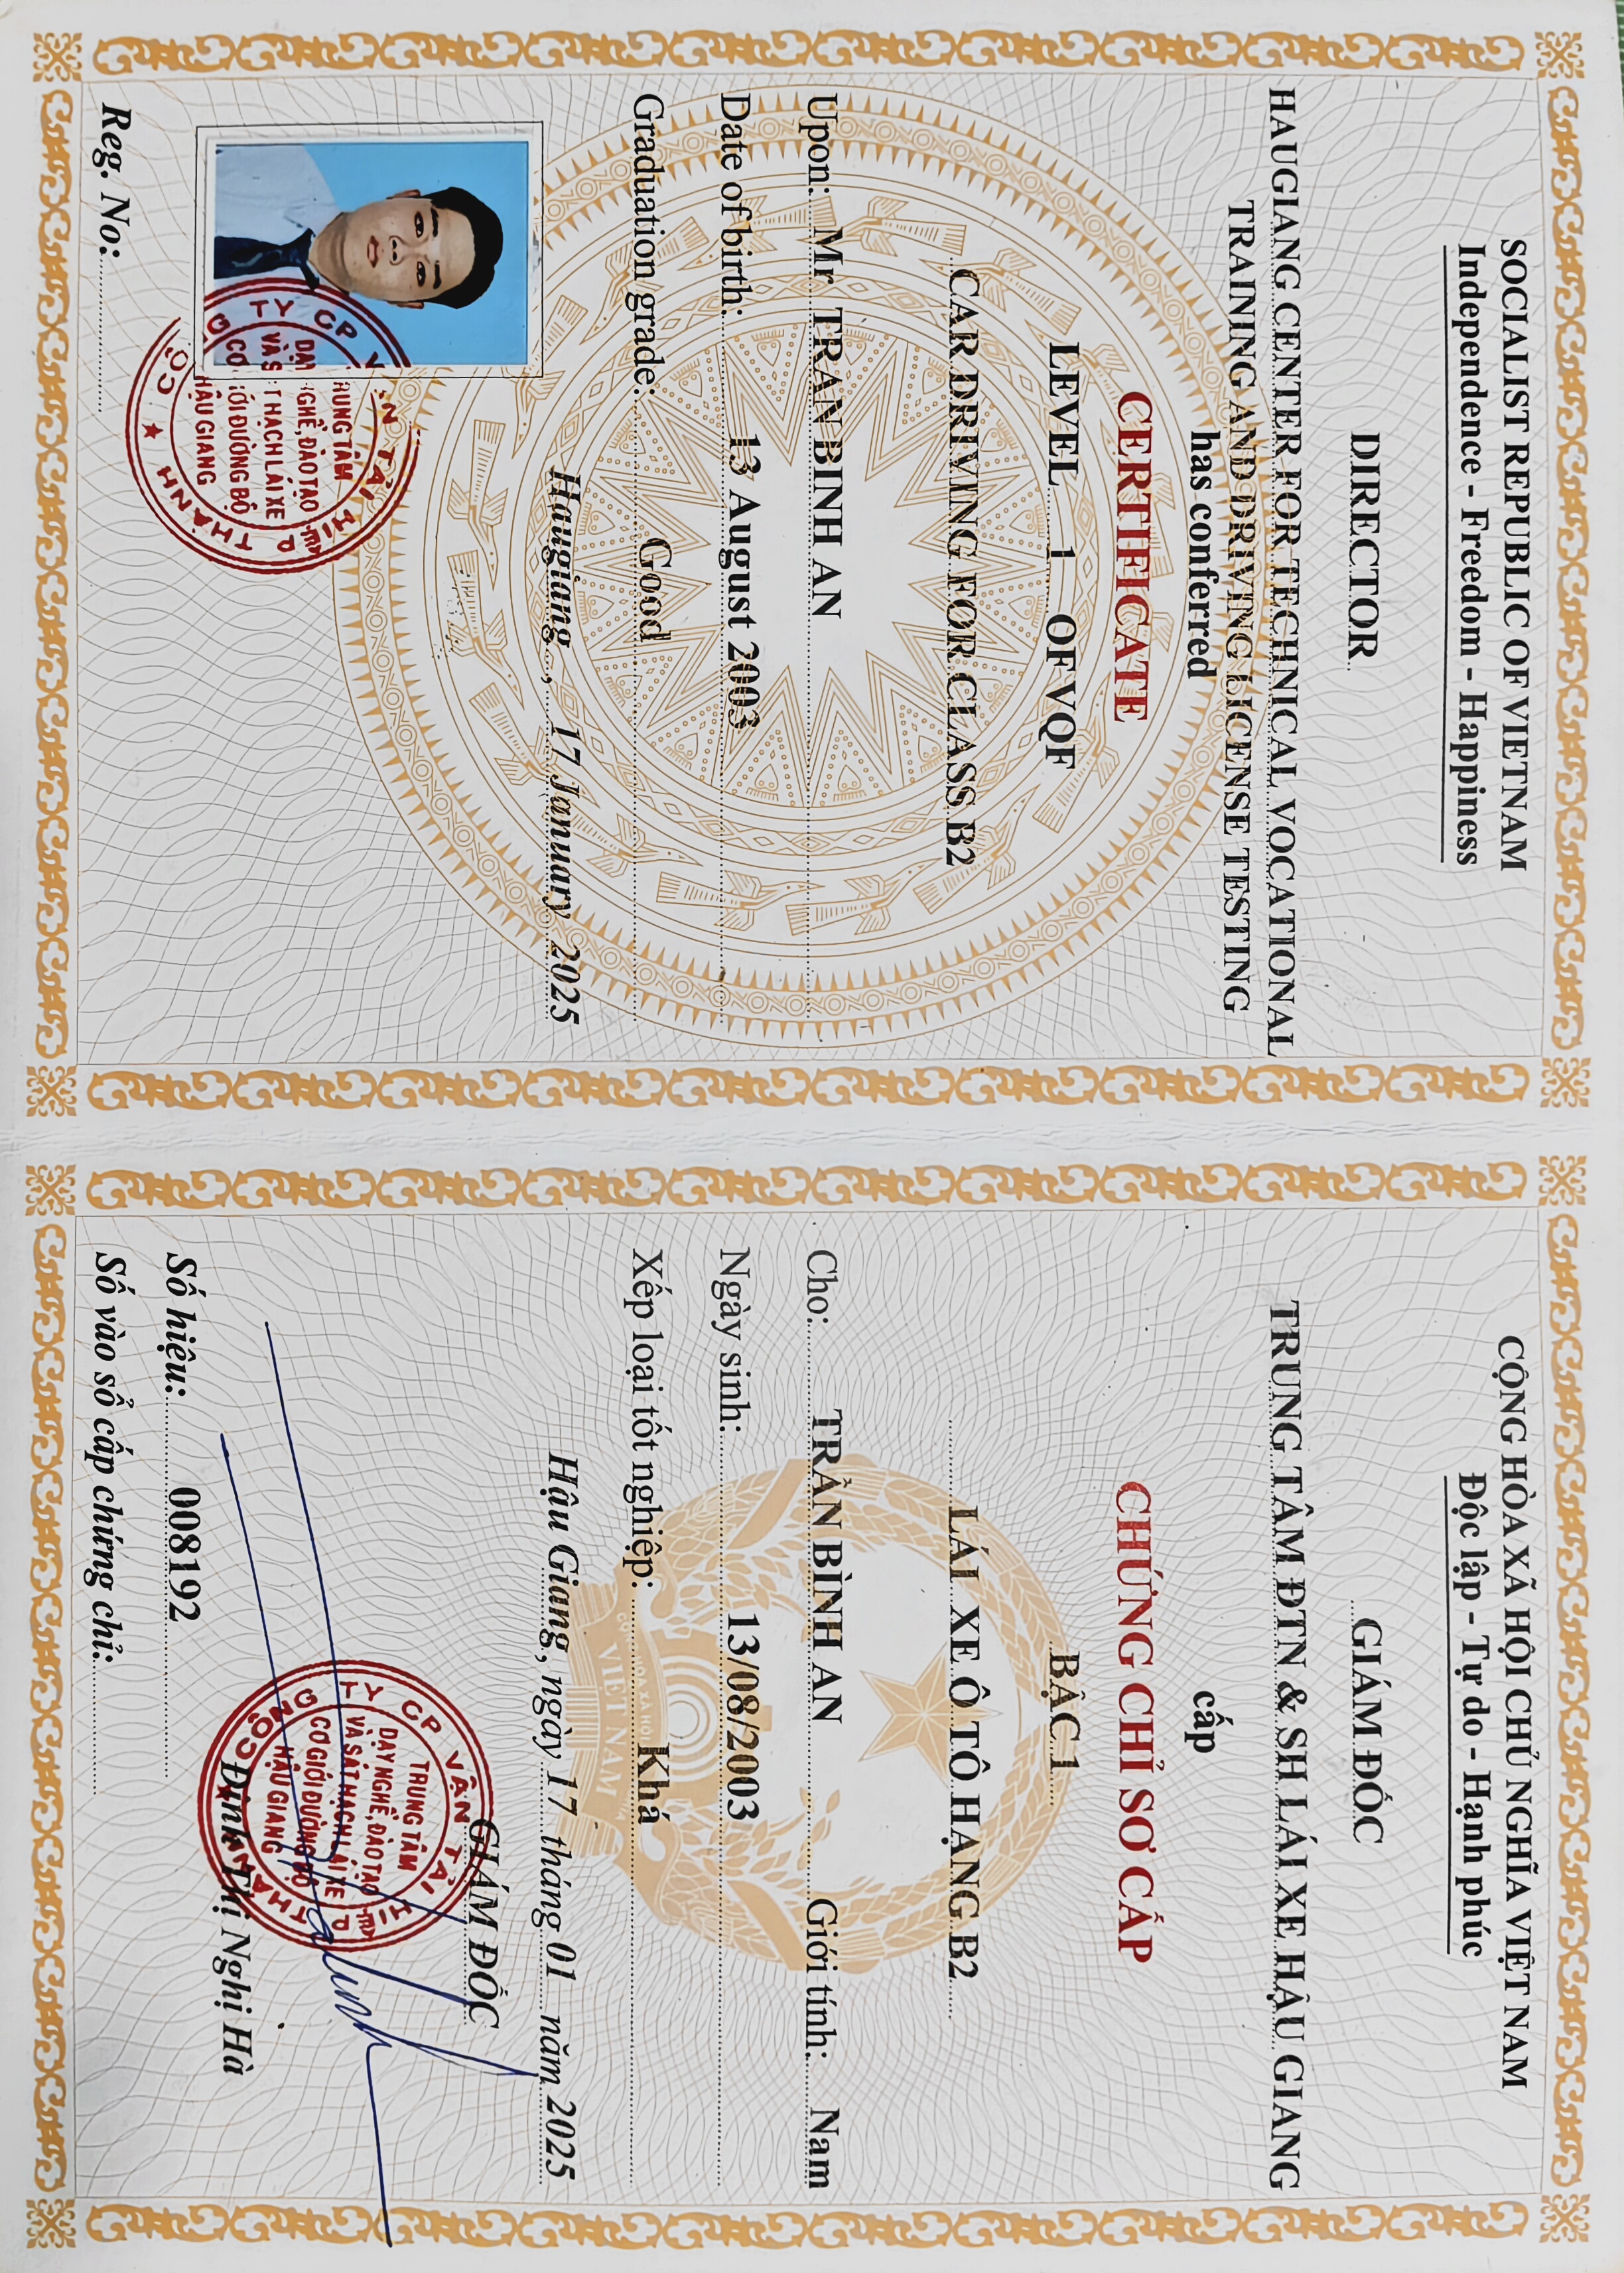 SOCIALIST REPUBLIC OF VIETNAM
Independence - Freedom - Happiness
DIRECTOR
HAUGIANG CENTER FOR TECHNICAL VOCATIONAL
TRAINING AND DRIVING LICENSE TESTING
has conferred
CERTIFICATE
LEVEL 1 OF VQF
CAR DRIVING FOR CLASS B2
Upon: Mr TRAN BINH AN
Date of birth: 13 August 2003
Graduation grade: Good
Haugiang, 17 January 2025
CÔNG TY CP VẬN TẢI HIỆP THÀNH
TRUNG TÂM
DẠY NGHỀ, ĐÀO TẠO
VÀ SÁT HẠCH LÁI XE
CƠ GIỚI ĐƯỜNG BỘ
HẬU GIANG
Reg. No:
CỘNG HÒA XÃ HỘI CHỦ NGHĨA VIỆT NAM
Độc lập - Tự do - Hạnh phúc
GIÁM ĐỐC
TRUNG TÂM ĐTN & SH LÁI XE HẬU GIANG
cấp
CHỨNG CHỈ SƠ CẤP
BẬC 1
LÁI XE Ô TÔ HẠNG B2
Cho: TRẦN BÌNH AN Giới tính: Nam
Ngày sinh: 13/08/2003
Xếp loại tốt nghiệp: Khá
CỘNG HÒA XÃ HỘI CHỦ NGHĨA
VIỆT NAM
Hậu Giang, ngày 17 tháng 01 năm 2025
GIÁM ĐỐC
CÔNG TY CP VẬN TẢI HIỆP THÀNH
TRUNG TÂM
DẠY NGHỀ, ĐÀO TẠO
VÀ SÁT HẠCH LÁI XE
CƠ GIỚI ĐƯỜNG BỘ
HẬU GIANG
Đinh Thị Nghị Hà
Số hiệu: 008192
Số vào sổ cấp chứng chỉ: